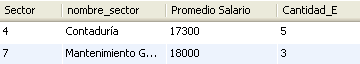 Sector nombre_sector Promedio Salario Cantidad_E
4 Contaduría 17300 5
7 Mantenimiento G... 18000 3